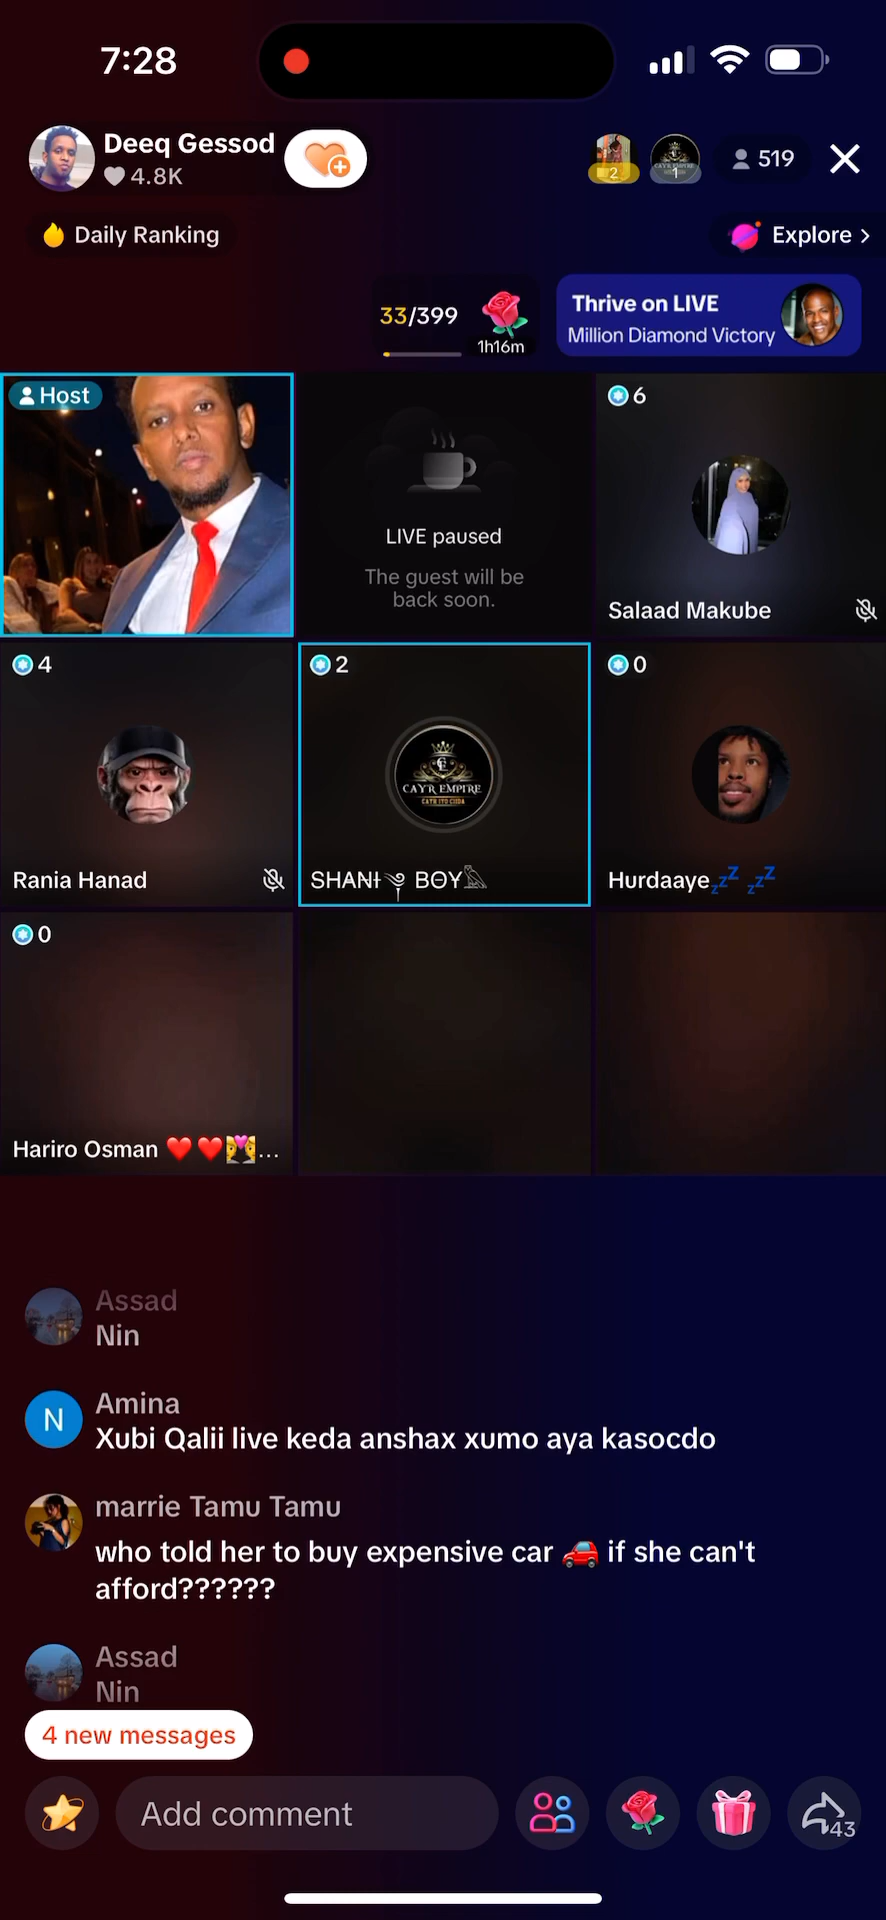 7:28
Deeq Gessod
4.8K
2
1
519
Daily Ranking
Explore
33/399
1h16m
Thrive on LIVE
Million Diamond Victory
Host
LIVE paused
The guest will be
back soon.
6
Salaad Makube
4
Rania Hanad
2
CAYR EMPIRE
SHANI BOY
0
Hurdaaye
0
Hariro Osman ❤️❤️...
Assad
Nin
N
Amina
Xubi Qalii live keda anshax xumo aya kasocdo
marrie Tamu Tamu
who told her to buy expensive car 🚗 if she can't
afford??????
Assad
Nin
4 new messages
Add comment
43